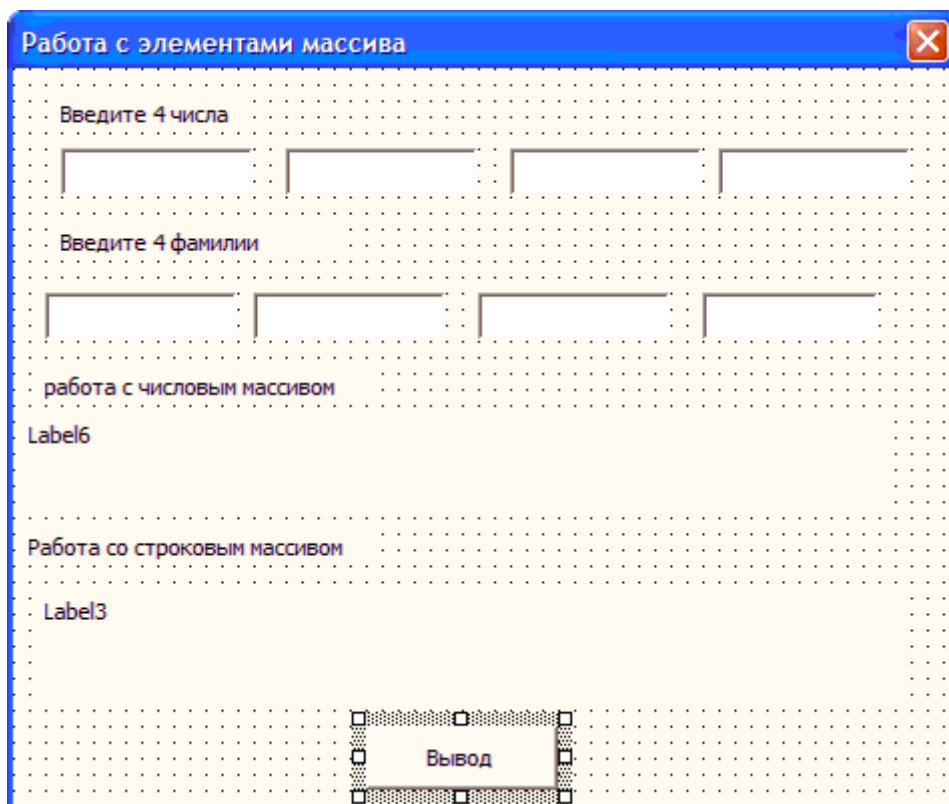 Работа с элементами массива
Введите 4 числа
Введите 4 фамилии
работа с числовым массивом
Label6
Работа со строковым массивом
Label3
Вывод